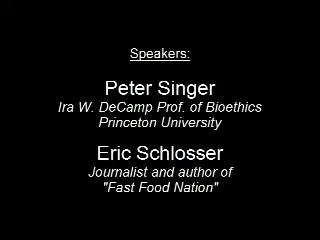 Speakers:
Peter Singer
Ira W. DeCamp Prof. of Bioethics
Princeton University
Eric Schlosser
Journalist and author of
"Fast Food Nation"